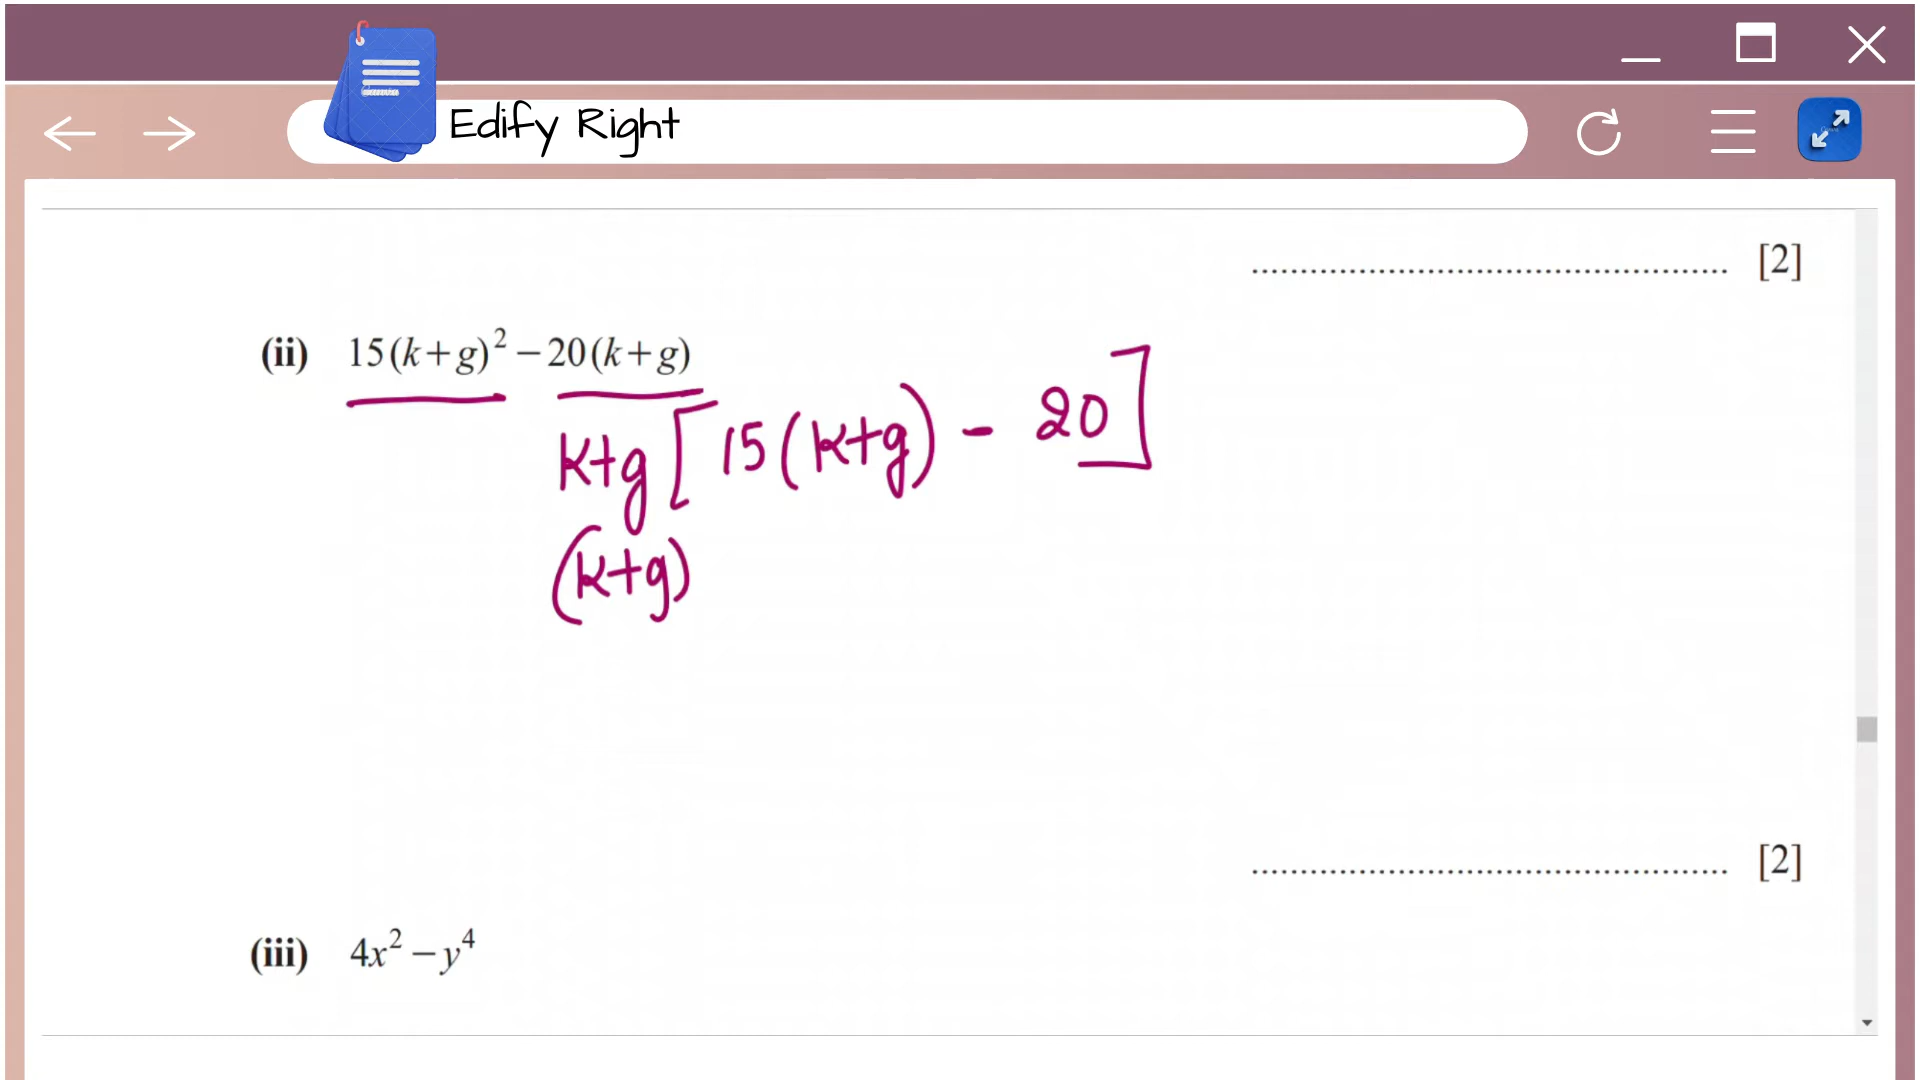 Edify Right
.................................................. [2]
(ii) 15(k+g)² − 20(k+g)
k+g [ 15(k+g) - 20 ]
(k+g)
.................................................. [2]
(iii) 4x² − y⁴